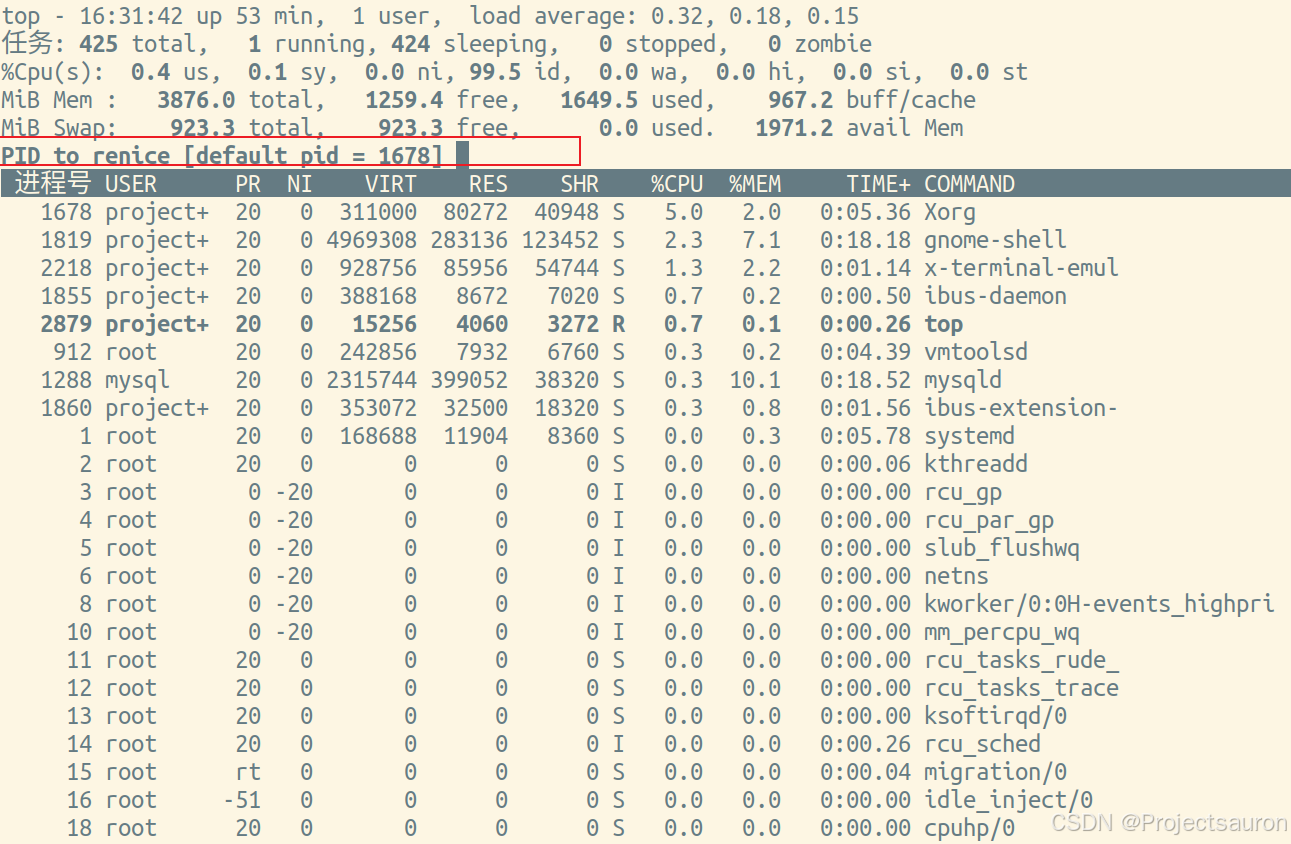 top - 16:31:42 up 53 min,  1 user,  load average: 0.32, 0.18, 0.15
任务: 425 total,   1 running, 424 sleeping,   0 stopped,   0 zombie
%Cpu(s):  0.4 us,  0.1 sy,  0.0 ni, 99.5 id,  0.0 wa,  0.0 hi,  0.0 si,  0.0 st
MiB Mem :   3876.0 total,   1259.4 free,   1649.5 used,    967.2 buff/cache
MiB Swap:    923.3 total,    923.3 free,      0.0 used.   1971.2 avail Mem
PID to renice [default pid = 1678]
进程号 USER      PR  NI    VIRT    RES    SHR    %CPU  %MEM     TIME+ COMMAND
1678 project+  20   0  311000  80272  40948 S   5.0   2.0   0:05.36 Xorg
1819 project+  20   0 4969308 283136 123452 S   2.3   7.1   0:18.18 gnome-shell
2218 project+  20   0  928756  85956  54744 S   1.3   2.2   0:01.14 x-terminal-emul
1855 project+  20   0  388168   8672   7020 S   0.7   0.2   0:00.50 ibus-daemon
2879 project+  20   0   15256   4060   3272 R   0.7   0.1   0:00.26 top
912 root      20   0  242856   7932   6760 S   0.3   0.2   0:04.39 vmtoolsd
1288 mysql     20   0 2315744 399052  38320 S   0.3  10.1   0:18.52 mysqld
1860 project+  20   0  353072  32500  18320 S   0.3   0.8   0:01.56 ibus-extension-
1 root      20   0  168688  11904   8360 S   0.0   0.3   0:05.78 systemd
2 root      20   0       0      0      0 S   0.0   0.0   0:00.06 kthreadd
3 root       0 -20       0      0      0 I   0.0   0.0   0:00.00 rcu_gp
4 root       0 -20       0      0      0 I   0.0   0.0   0:00.00 rcu_par_gp
5 root       0 -20       0      0      0 I   0.0   0.0   0:00.00 slub_flushwq
6 root       0 -20       0      0      0 I   0.0   0.0   0:00.00 netns
8 root       0 -20       0      0      0 I   0.0   0.0   0:00.00 kworker/0:0H-events_highpri
10 root       0 -20       0      0      0 I   0.0   0.0   0:00.00 mm_percpu_wq
11 root      20   0       0      0      0 S   0.0   0.0   0:00.00 rcu_tasks_rude_
12 root      20   0       0      0      0 S   0.0   0.0   0:00.00 rcu_tasks_trace
13 root      20   0       0      0      0 S   0.0   0.0   0:00.00 ksoftirqd/0
14 root      20   0       0      0      0 I   0.0   0.0   0:00.26 rcu_sched
15 root      rt   0       0      0      0 S   0.0   0.0   0:00.04 migration/0
16 root     -51   0       0      0      0 S   0.0   0.0   0:00.00 idle_inject/0
18 root      20   0       0      0      0 S   0.0   0.0   0:00.00 cpuhp/0
CSDN @Projectsauron